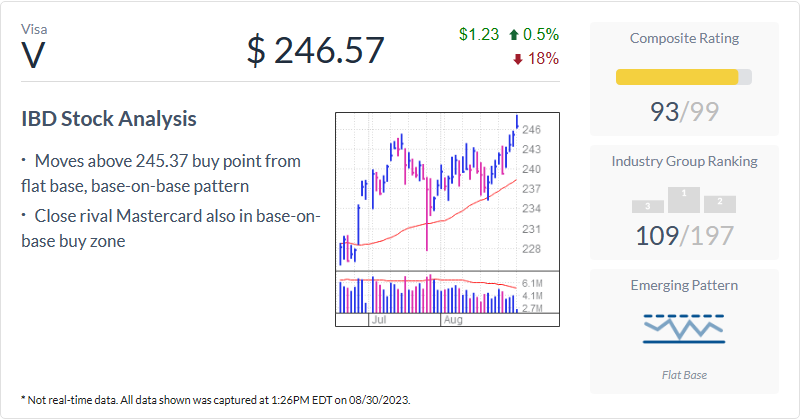 Visa
V
$ 246.57
$1.23 0.5%
18%
IBD Stock Analysis
• Moves above 245.37 buy point from
flat base, base-on-base pattern
• Close rival Mastercard also in base-on-
base buy zone
246
243
240
237
234
231
228
6.1M
4.1M
2.7M
Jul
Aug
Composite Rating
93/99
Industry Group Ranking
3
1
2
109/197
Emerging Pattern
Flat Base
* Not real-time data. All data shown was captured at 1:26PM EDT on 08/30/2023.